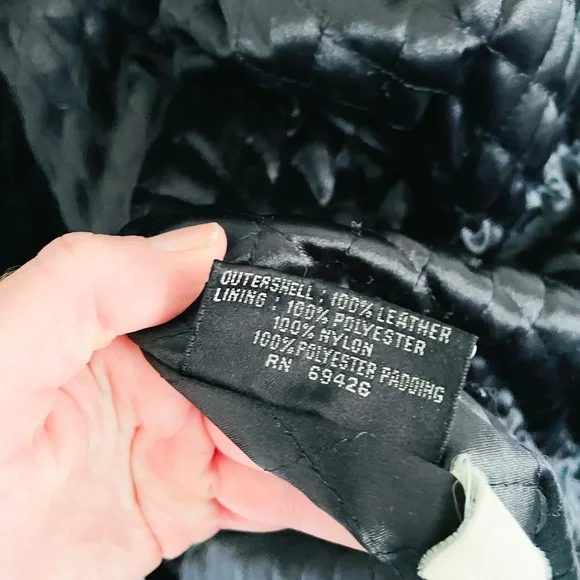 OUTERSHELL : 100% LEATHER
LINING : 100% POLYESTER
100% NYLON
100% POLYESTER PADDING
RN 69426